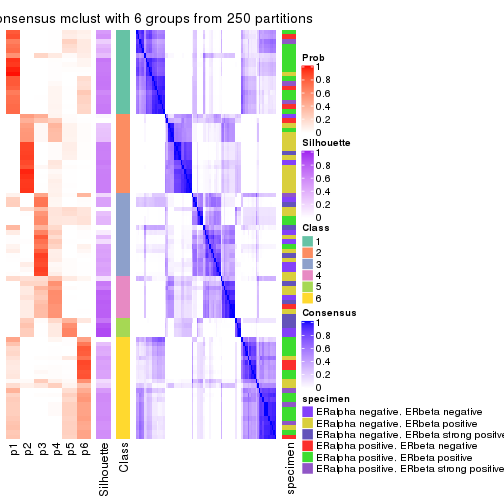 onsensus mclust with 6 groups from 250 partitions
Prob
1
0.8
0.6
0.4
0.2
0
Silhouette
1
0.8
0.6
0.4
0.2
0
Class
1
2
3
4
5
6
Consensus
1
0.8
0.6
0.4
0.2
0
specimen
ERalpha negative. ERbeta negative
ERalpha negative. ERbeta positive
ERalpha negative. ERbeta strong positive
ERalpha positive. ERbeta negative
ERalpha positive. ERbeta positive
ERalpha positive. ERbeta strong positive
p1
p2
p3
p4
p5
p6
Silhouette
Class
specimen